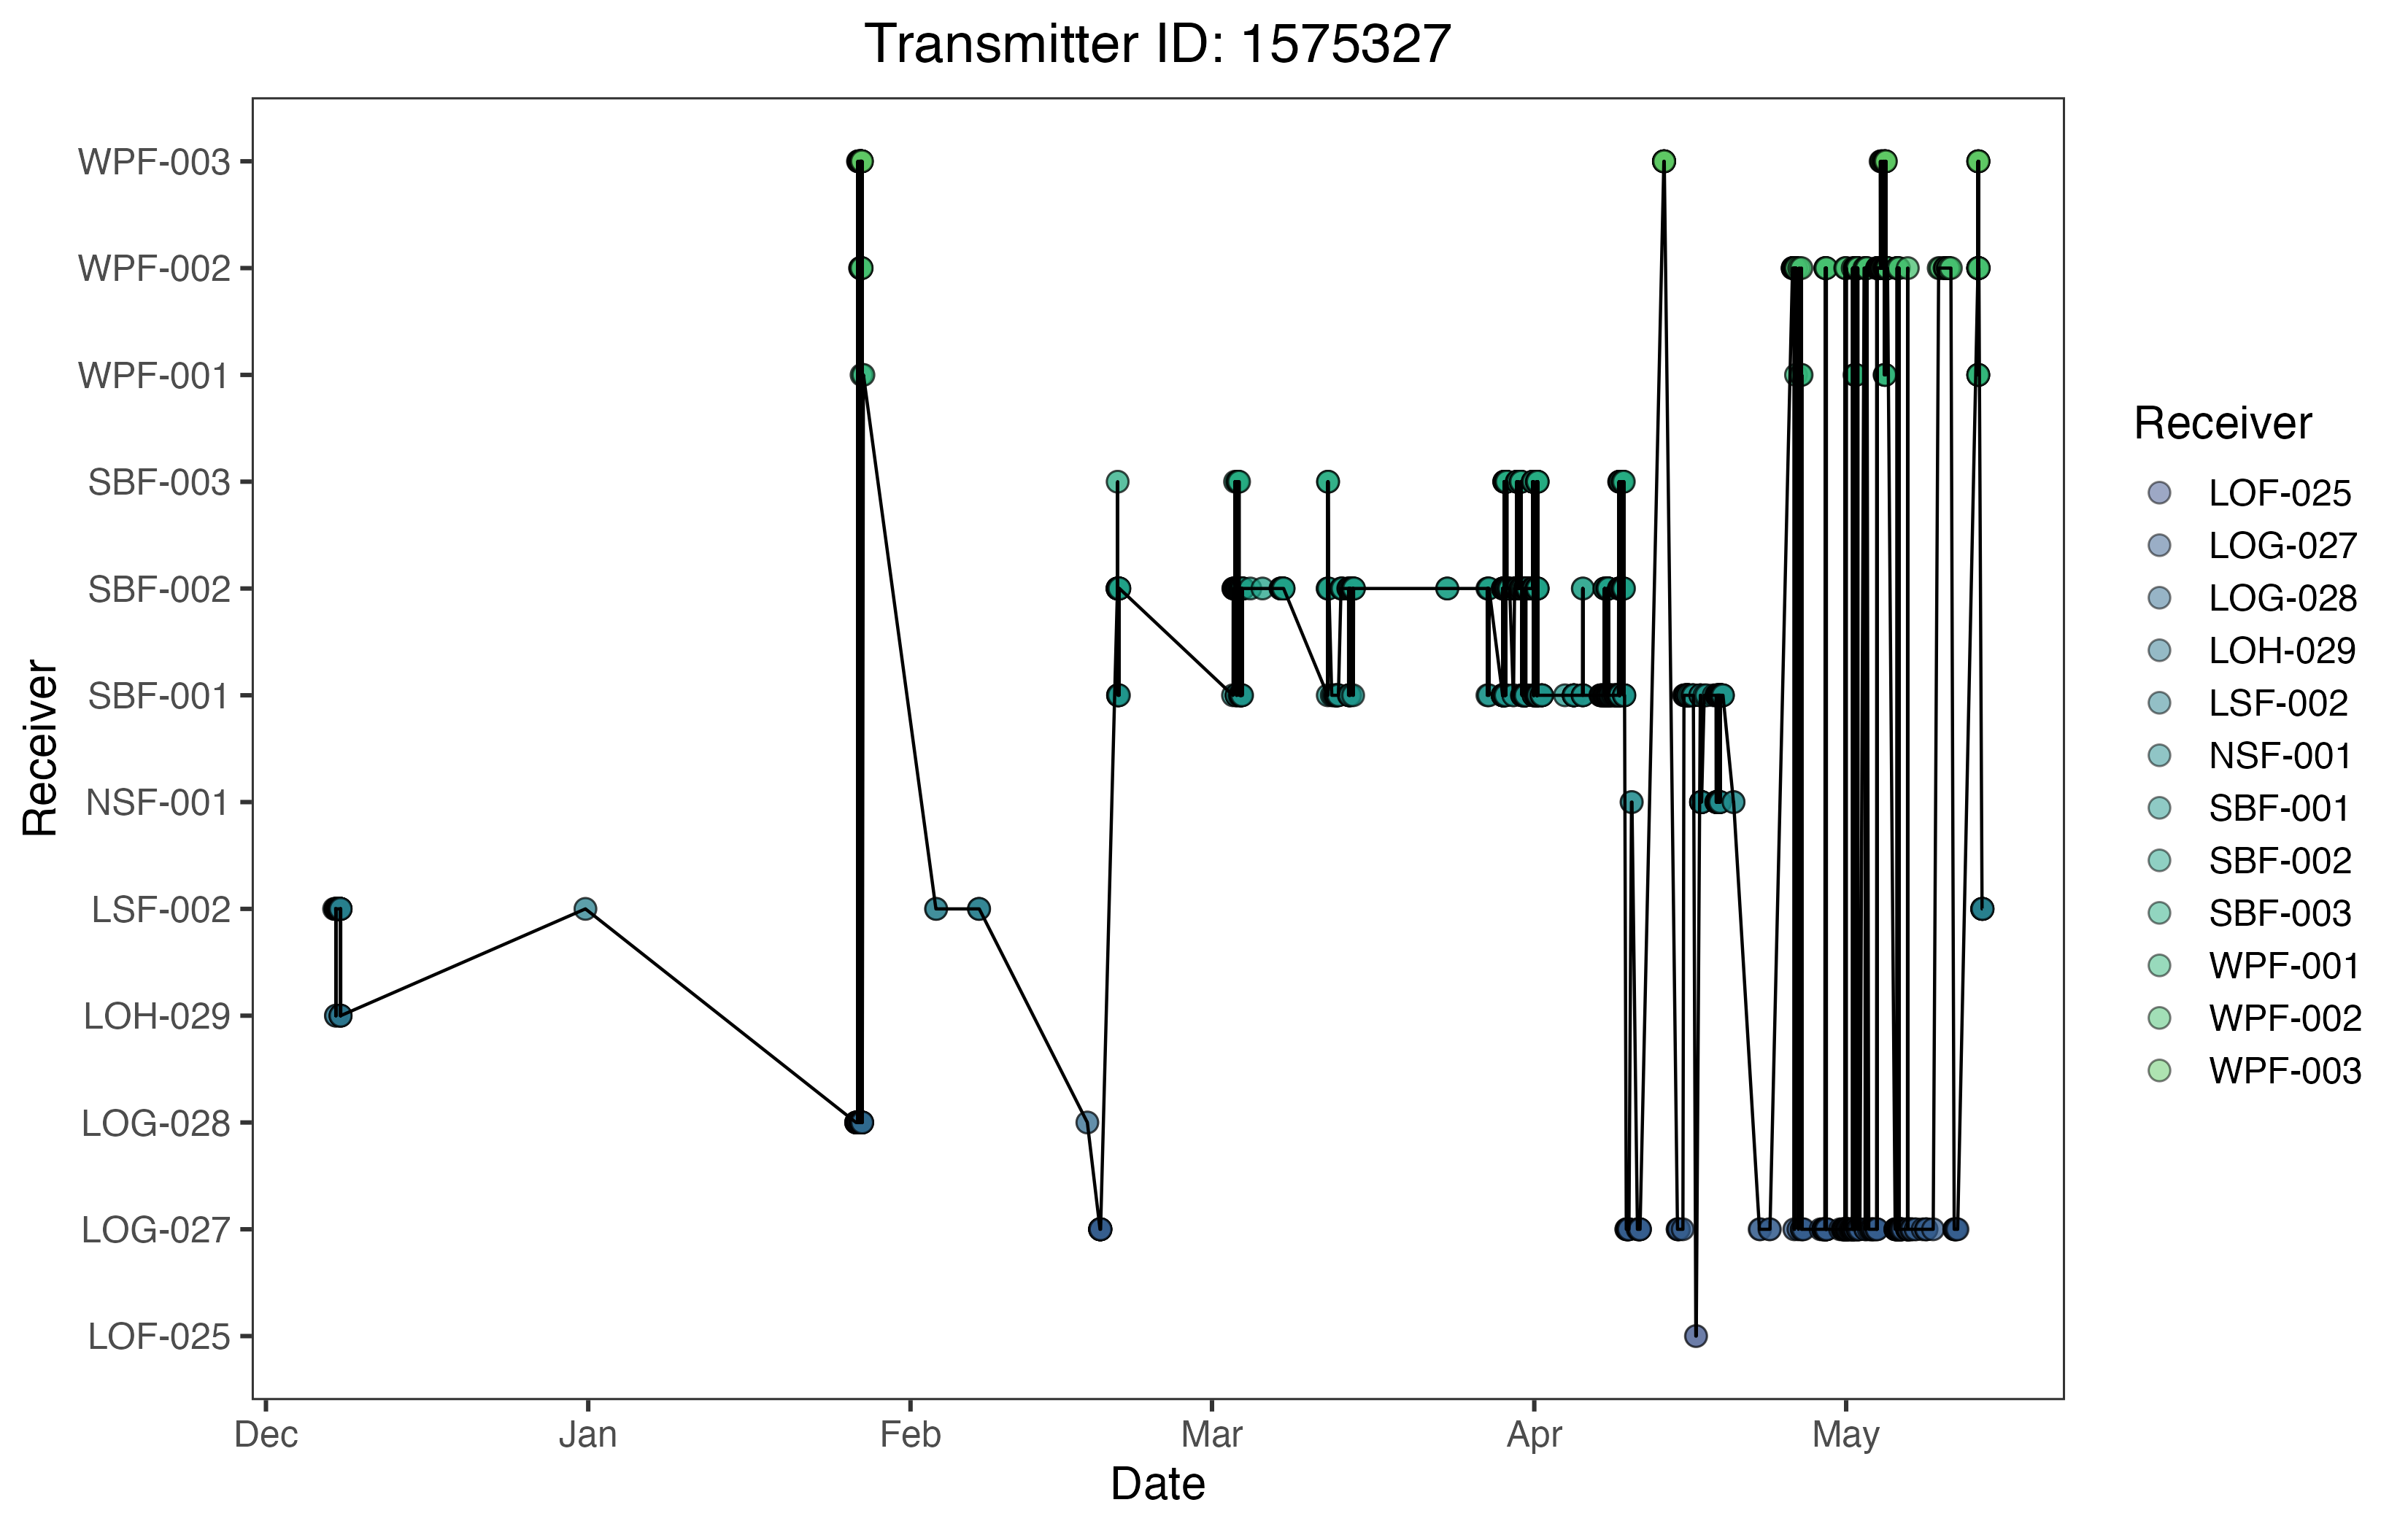 Transmitter ID: 1575327
WPF-003
WPF-002
WPF-001
SBF-003
SBF-002
SBF-001
NSF-001
LSF-002
LOH-029
LOG-028
LOG-027
LOF-025
Receiver
Dec
Jan
Feb
Mar
Apr
May
Date
Receiver
LOF-025
LOG-027
LOG-028
LOH-029
LSF-002
NSF-001
SBF-001
SBF-002
SBF-003
WPF-001
WPF-002
WPF-003